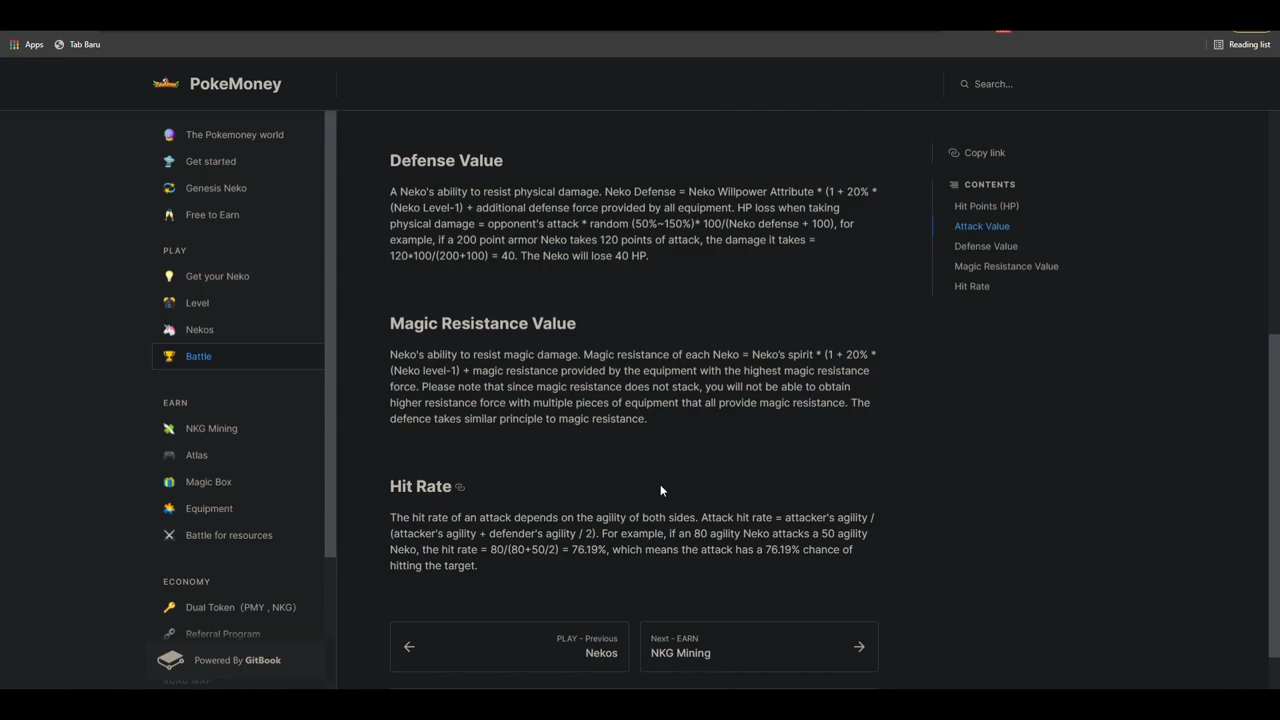 Apps
Tab Baru
Reading list
PokeMoney
Search...
The Pokemoney world
Get started
Genesis Neko
Free to Earn
PLAY
Get your Neko
Level
Nekos
Battle
EARN
NKG Mining
Atlas
Magic Box
Equipment
Battle for resources
ECONOMY
Dual Token（PMY , NKG）
Referral Program
Powered By GitBook
Defense Value
A Neko's ability to resist physical damage. Neko Defense = Neko Willpower Attribute * (1 + 20% *
(Neko Level-1) + additional defense force provided by all equipment. HP loss when taking
physical damage = opponent's attack * random (50%~150%)* 100/(Neko defense + 100), for
example, if a 200 point armor Neko takes 120 points of attack, the damage it takes =
120*100/(200+100) = 40. The Neko will lose 40 HP.
Magic Resistance Value
Neko's ability to resist magic damage. Magic resistance of each Neko = Neko's spirit * (1 + 20% *
(Neko level-1) + magic resistance provided by the equipment with the highest magic resistance
force. Please note that since magic resistance does not stack, you will not be able to obtain
higher resistance force with multiple pieces of equipment that all provide magic resistance. The
defence takes similar principle to magic resistance.
Hit Rate
The hit rate of an attack depends on the agility of both sides. Attack hit rate = attacker's agility /
(attacker's agility + defender's agility / 2). For example, if an 80 agility Neko attacks a 50 agility
Neko, the hit rate = 80/(80+50/2) = 76.19%, which means the attack has a 76.19% chance of
hitting the target.
PLAY - Previous
Nekos
Next - EARN
NKG Mining
Copy link
CONTENTS
Hit Points (HP)
Attack Value
Defense Value
Magic Resistance Value
Hit Rate